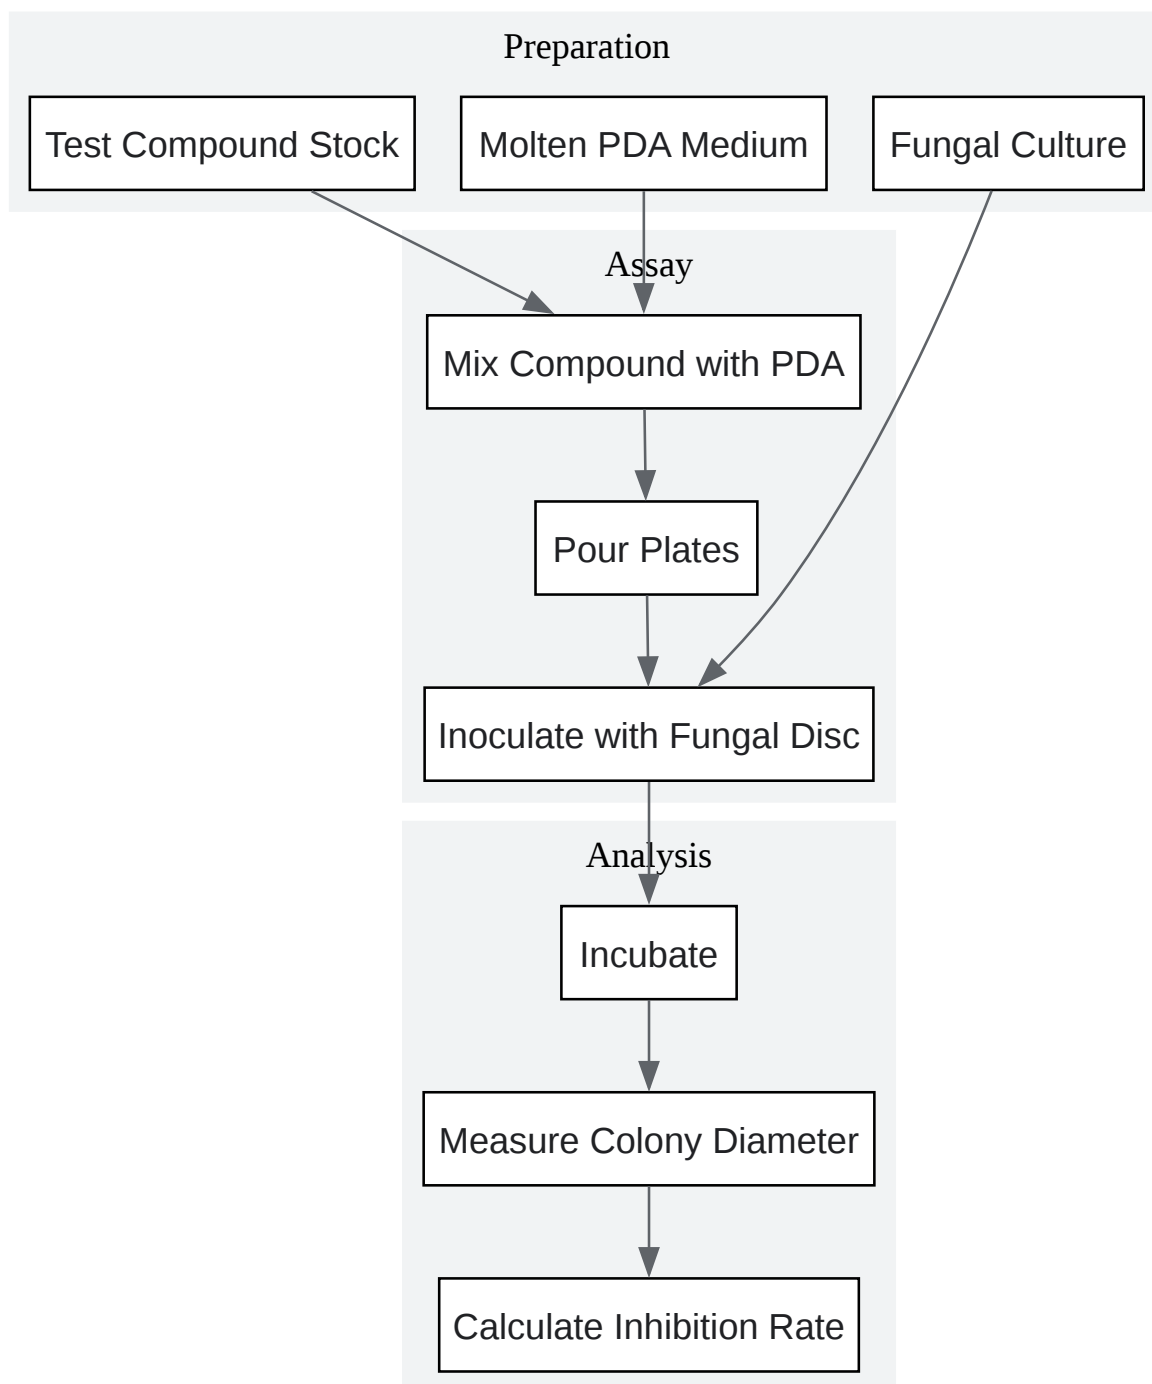 Preparation
Test Compound Stock
Molten PDA Medium
Fungal Culture
Assay
Mix Compound with PDA
Pour Plates
Inoculate with Fungal Disc
Analysis
Incubate
Measure Colony Diameter
Calculate Inhibition Rate